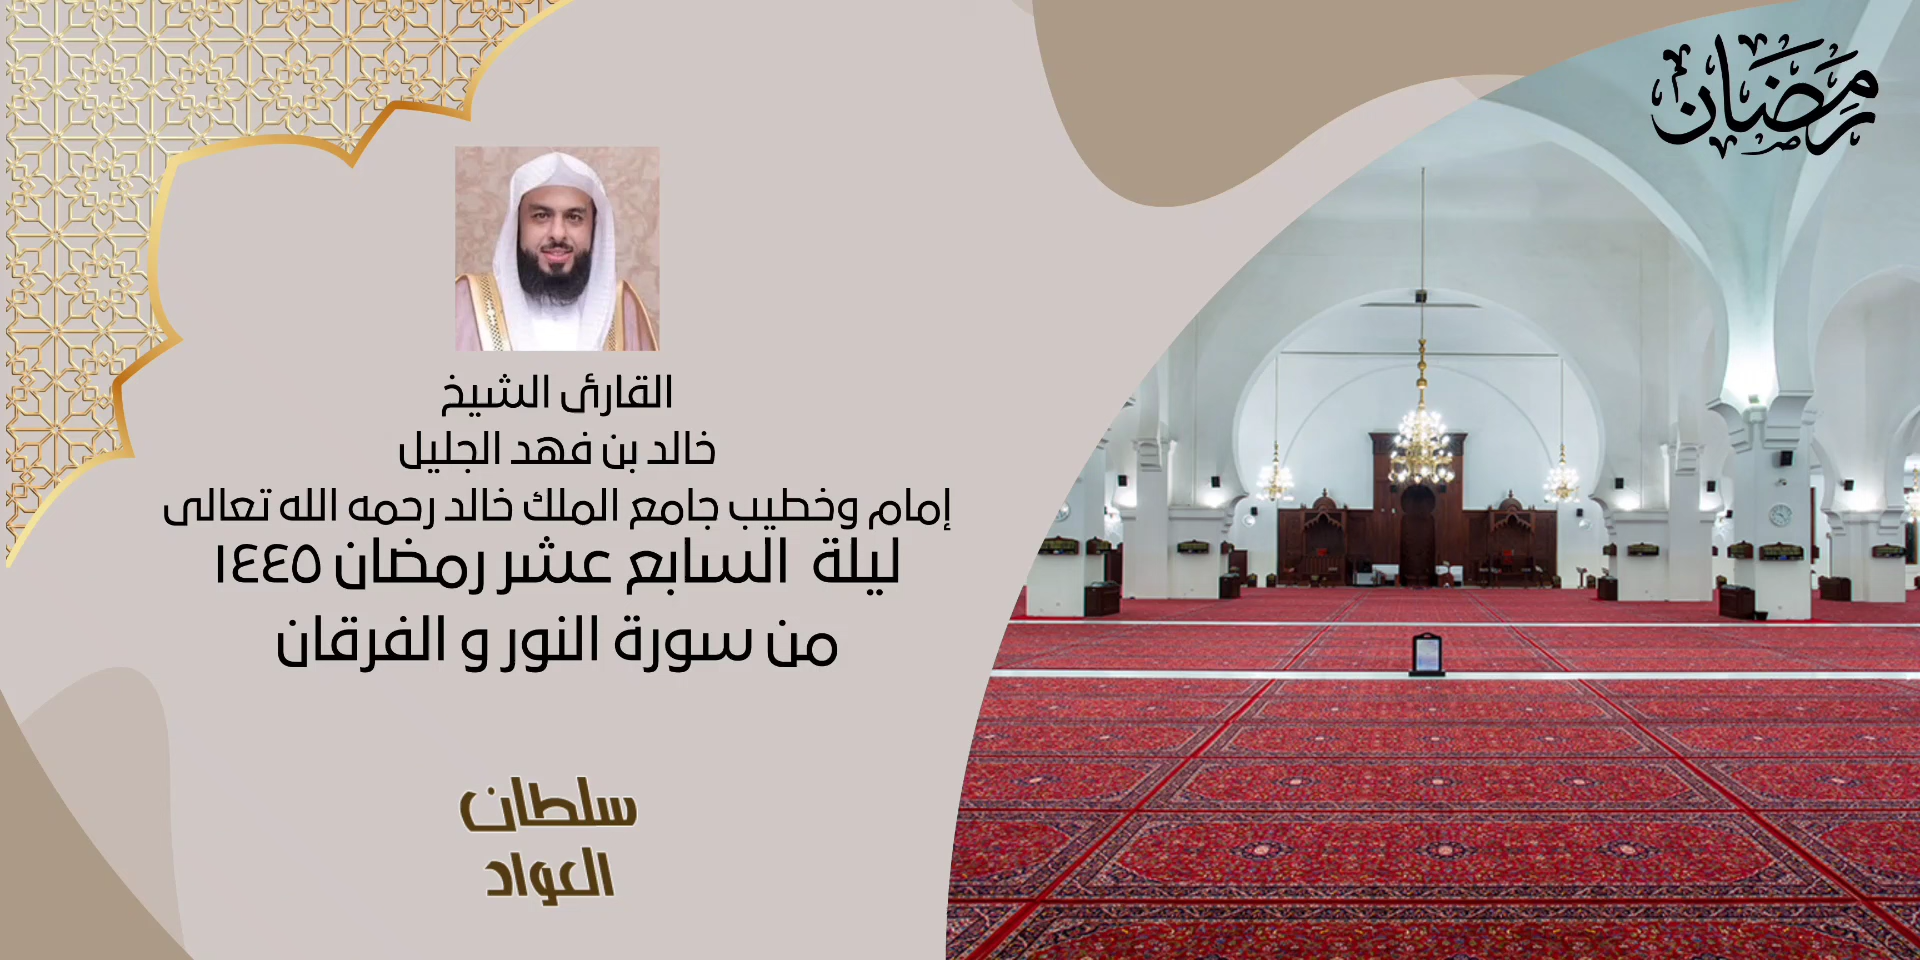 رمضان
القارئ الشيخ
خالد بن فهد الجليل
إمام وخطيب جامع الملك خالد رحمه الله تعالى
ليلة السابع عشر رمضان ١٤٤٥
من سورة النور و الفرقان
سلطان
العواد